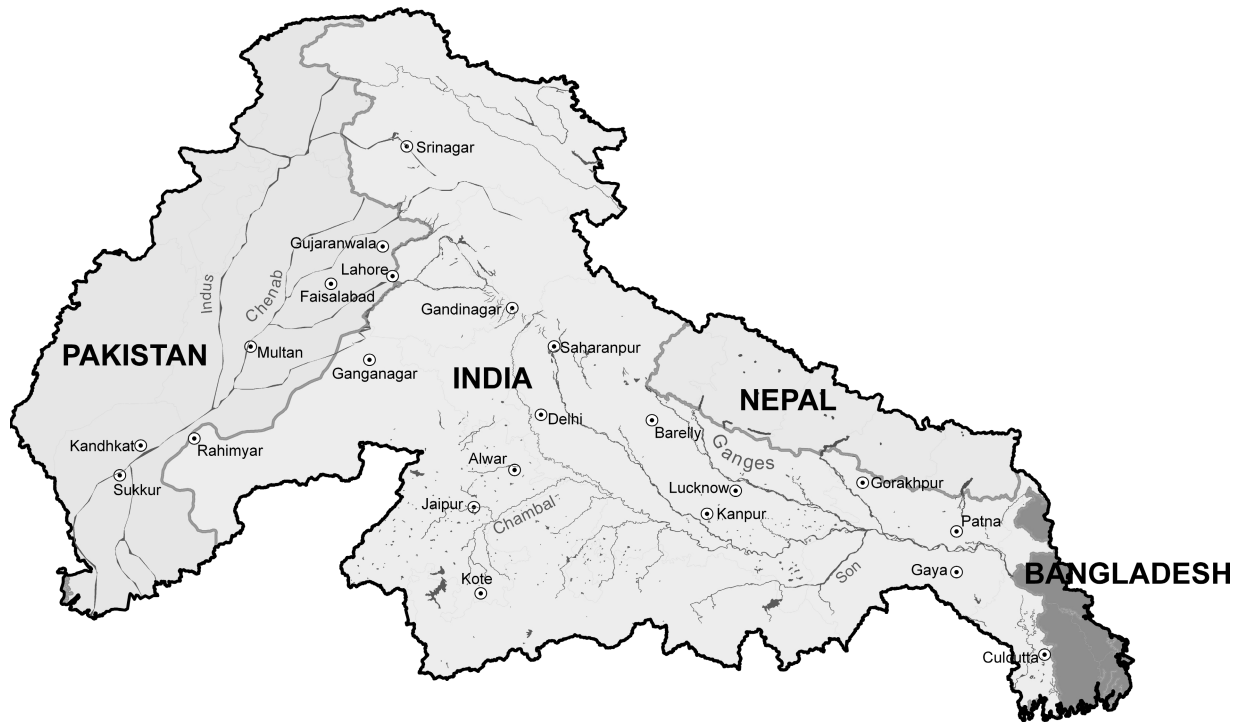 Srinagar
Gujaranwala
Lahore
Faisalabad
Indus
Chenab
Gandinagar
PAKISTAN
Multan
Ganganagar
INDIA
Saharanpur
NEPAL
Delhi
Barelly
Ganges
Kandhkat
Rahimyar
Sukkur
Alwar
Jaipur
Chambal
Lucknow
Kanpur
Gorakhpur
Patna
Kote
Son
Gaya
BANGLADESH
Culcutta